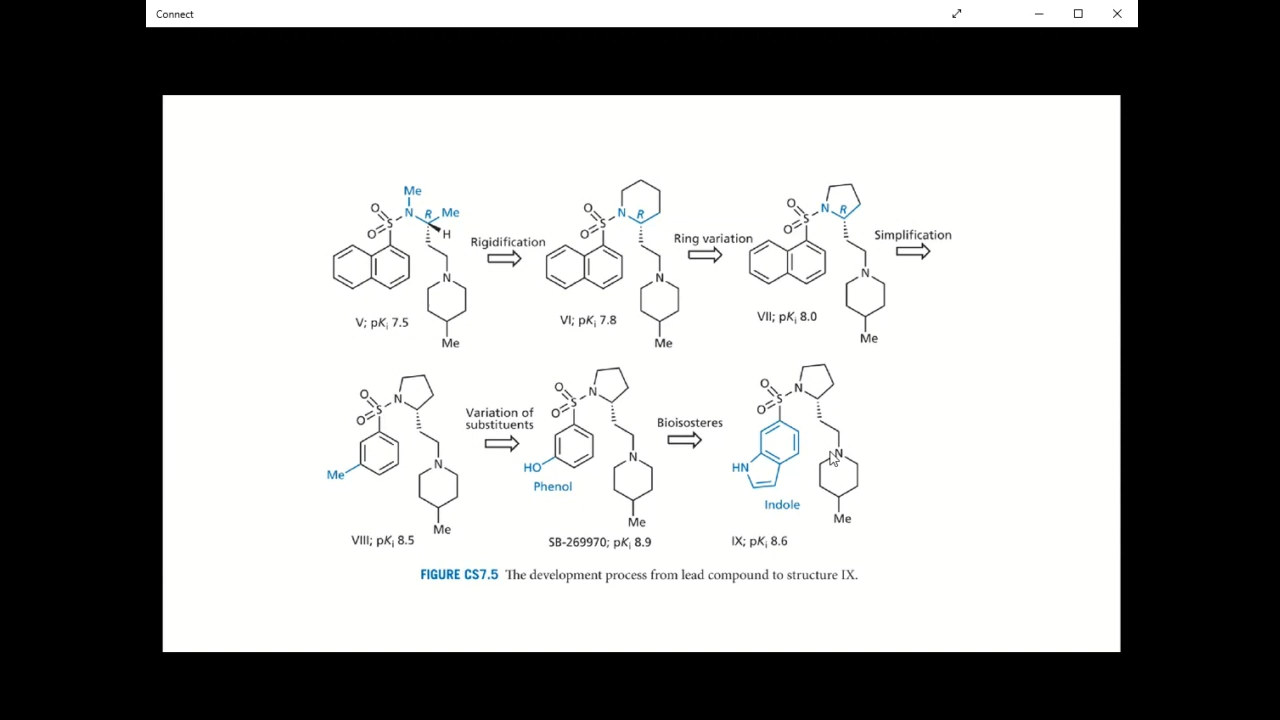 Connect
Me
O
S
N
R
Me
O
H
N
Me
V; pKi 7.5
Rigidification
O
S
N
R
O
N
Me
VI; pKi 7.8
Ring variation
O
S
N
R
O
N
Me
VII; pKi 8.0
Simplification
O
S
N
O
Me
N
Me
VIII; pKi 8.5
Variation of
substituents
O
S
N
O
HO
Phenol
N
Me
SB-269970; pKi 8.9
Bioisosteres
O
S
N
O
HN
Indole
N
Me
IX; pKi 8.6
FIGURE CS7.5 The development process from lead compound to structure IX.